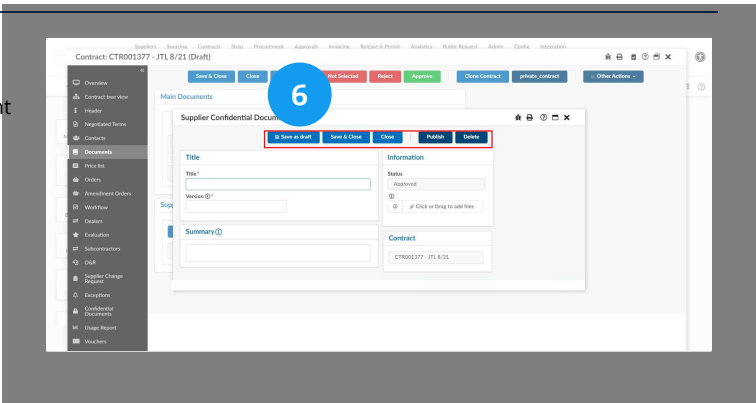 Suppliers Sourcing Contracts Shop Procurement Approvals Invoicing Release & Permit Analytics Public Request Admin Config Integration
Contract: CTR001377 - JTL 8/21 (Draft)
Save & Close Close Not Selected Reject Approve Clone Contract private_contract Other Actions
Overview
Contract tree view
Header
Negotiated Terms
Contacts
Documents
Price list
Orders
Amendment Orders
Workflow
Dealers
Evaluation
Subcontractors
D&R
Supplier Change
Request
Exceptions
Confidential
Documents
Usage Report
Vouchers
Main Documents
6
Supplier Confidential Docum
Save as draft Save & Close Close Publish Delete
Title
Title*
Version *
Summary
Information
Status
Approved
Click or Drag to add files
Contract
CTR001377 - JTL 8/21
Supp
nt